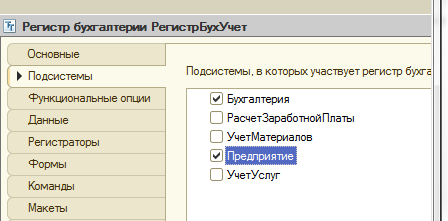 Регистр бухгалтерии РегистрБухУчет
Основные
Подсистемы
Функциональные опции
Данные
Регистраторы
Формы
Команды
Макеты
Подсистемы, в которых участвует регистр бухга
Бухгалтерия
РасчетЗаработнойПлаты
УчетМатериалов
Предприятие
УчетУслуг